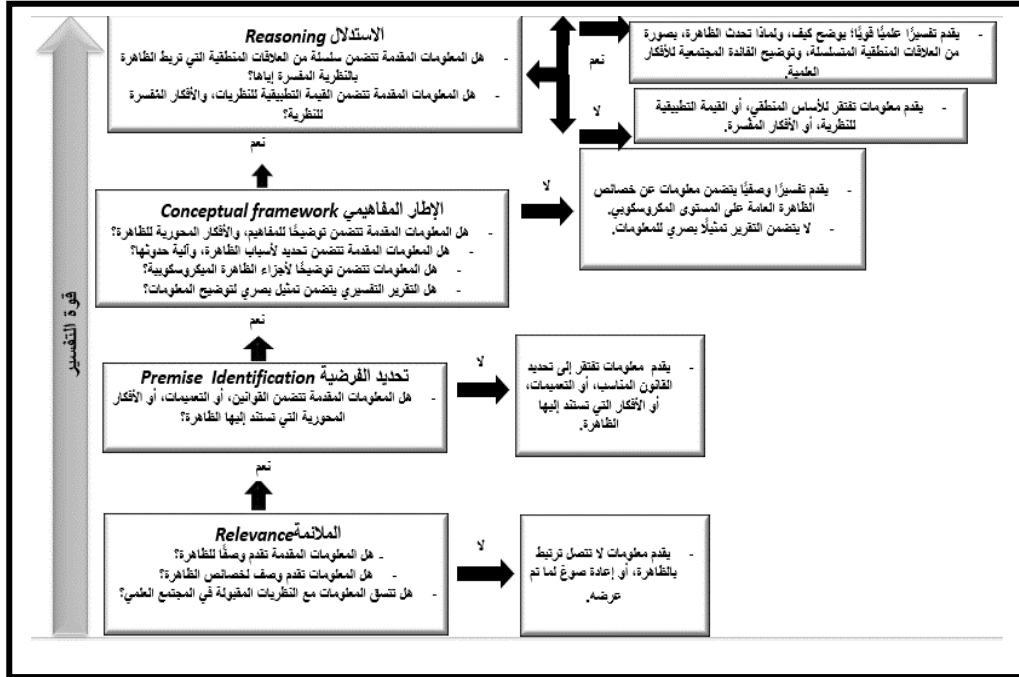 الاستدلال Reasoning
- هل المعلومات المقدمة تتضمن سلسلة من العلاقات المنطقية التي تربط الظاهرة
بالنظرية المفسرة إياها؟
- هل المعلومات المقدمة تتضمن القيمة التطبيقية للنظريات، والأفكار المُفسرة
للنظرية؟
نعم
- يقدم تفسيرًا علميًا قويًا؛ يوضح كيف، ولماذا تحدث الظاهرة، بصورة
من العلاقات المنطقية المتسلسلة، وتوضيح الفائدة المجتمعية للأفكار
العلمية.
لا
- يقدم معلومات تفتقر للأساس المنطقي، أو القيمة التطبيقية
للنظرية، أو الأفكار المفسرة.
نعم
الإطار المفاهيمي Conceptual framework
- هل المعلومات المقدمة تتضمن توضيحًا للمفاهيم، والأفكار المحورية للظاهرة؟
- هل المعلومات المقدمة تتضمن تحديد لأسباب الظاهرة، وآلية حدوثها؟
- هل المعلومات تتضمن توضيحًا لأجزاء الظاهرة الميكروسكوبية؟
- هل التقرير التفسيري يتضمن تمثيل بصري لتوضيح المعلومات؟
لا
- يقدم تفسيرًا وصفيًا يتضمن معلومات عن خصائص
الظاهرة العامة على المستوى المكروسكوبي.
- لا يتضمن التقرير تمثيلًا بصري للمعلومات.
نعم
تحديد الفرضية Premise Identification
- هل المعلومات المقدمة تتضمن القوانين، أو التعميمات، أو الأفكار
المحورية التي تستند إليها الظاهرة؟
لا
- يقدم معلومات تفتقر إلى تحديد
القانون المناسب، أو التعميمات،
أو الأفكار التي تستند إليها
الظاهرة.
نعم
الملائمة Relevance
- هل المعلومات المقدمة تقدم وصفًا للظاهرة؟
- هل المعلومات تقدم وصف لخصائص الظاهرة؟
- هل تتسق المعلومات مع النظريات المقبولة في المجتمع العلمي؟
لا
- يقدم معلومات لا تتصل ترتبط
بالظاهرة، أو إعادة صوغ لما تم
عرضه.
قوة التفسير